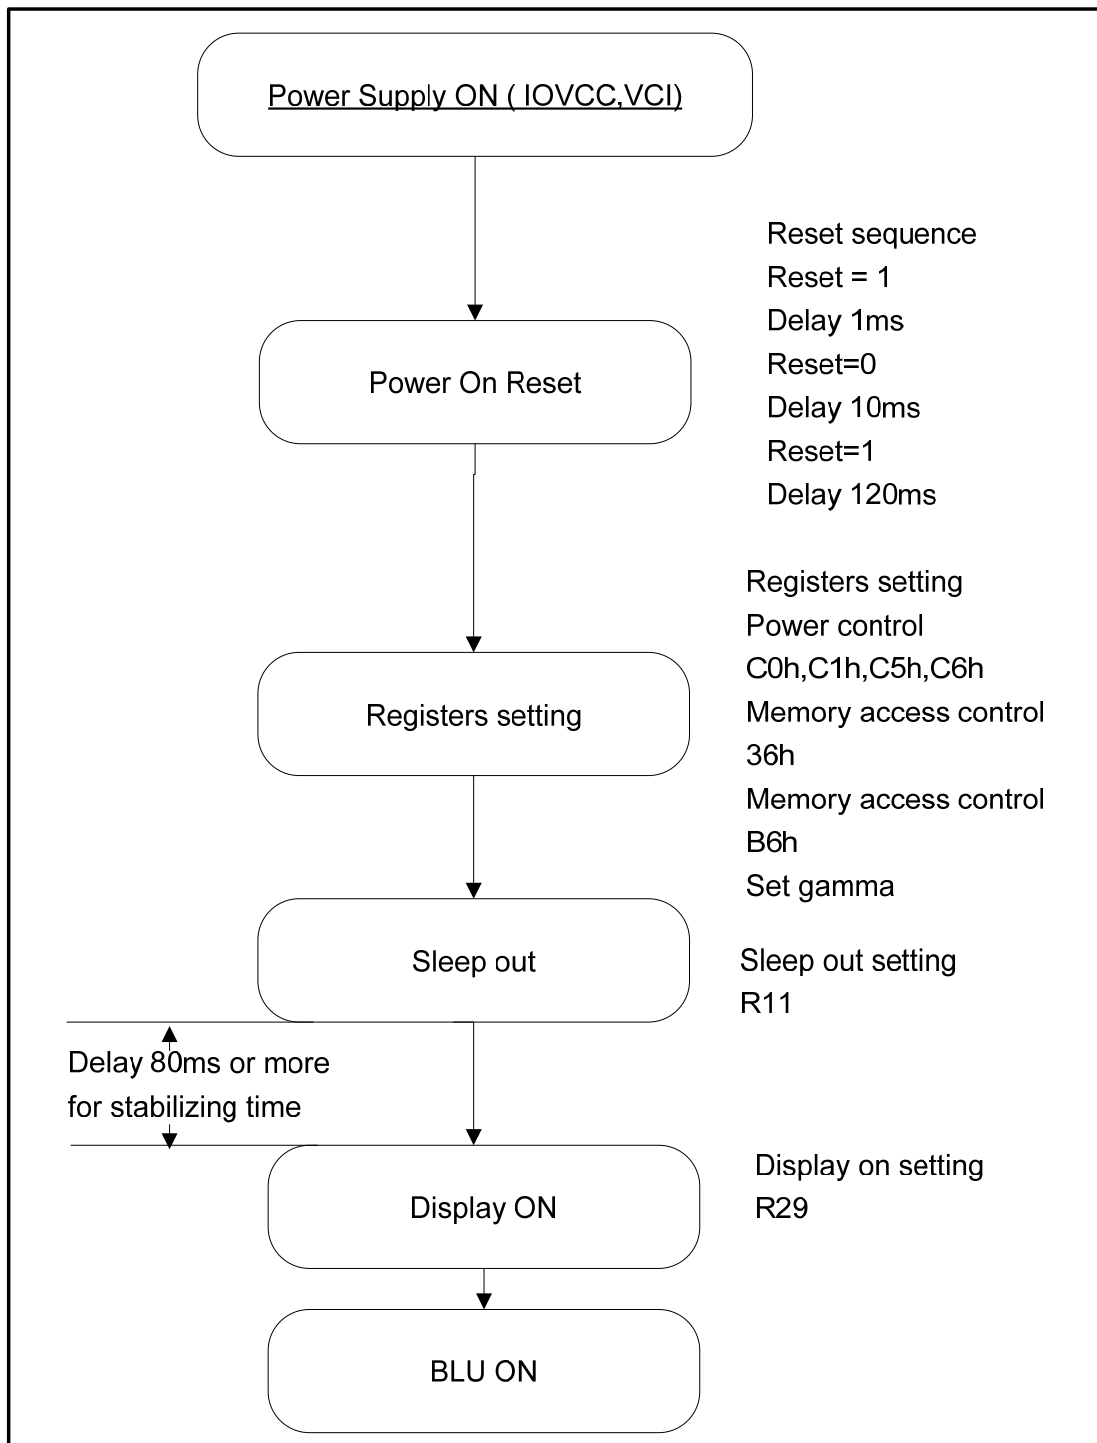 Power Supply ON ( IOVCC,VCI)
Reset sequence
Reset = 1
Delay 1ms
Reset=0
Delay 10ms
Reset=1
Delay 120ms
Power On Reset
Registers setting
Power control
C0h,C1h,C5h,C6h
Memory access control
36h
Memory access control
B6h
Set gamma
Registers setting
Sleep out
Sleep out setting
R11
Delay 80ms or more
for stabilizing time
Display ON
Display on setting
R29
BLU ON